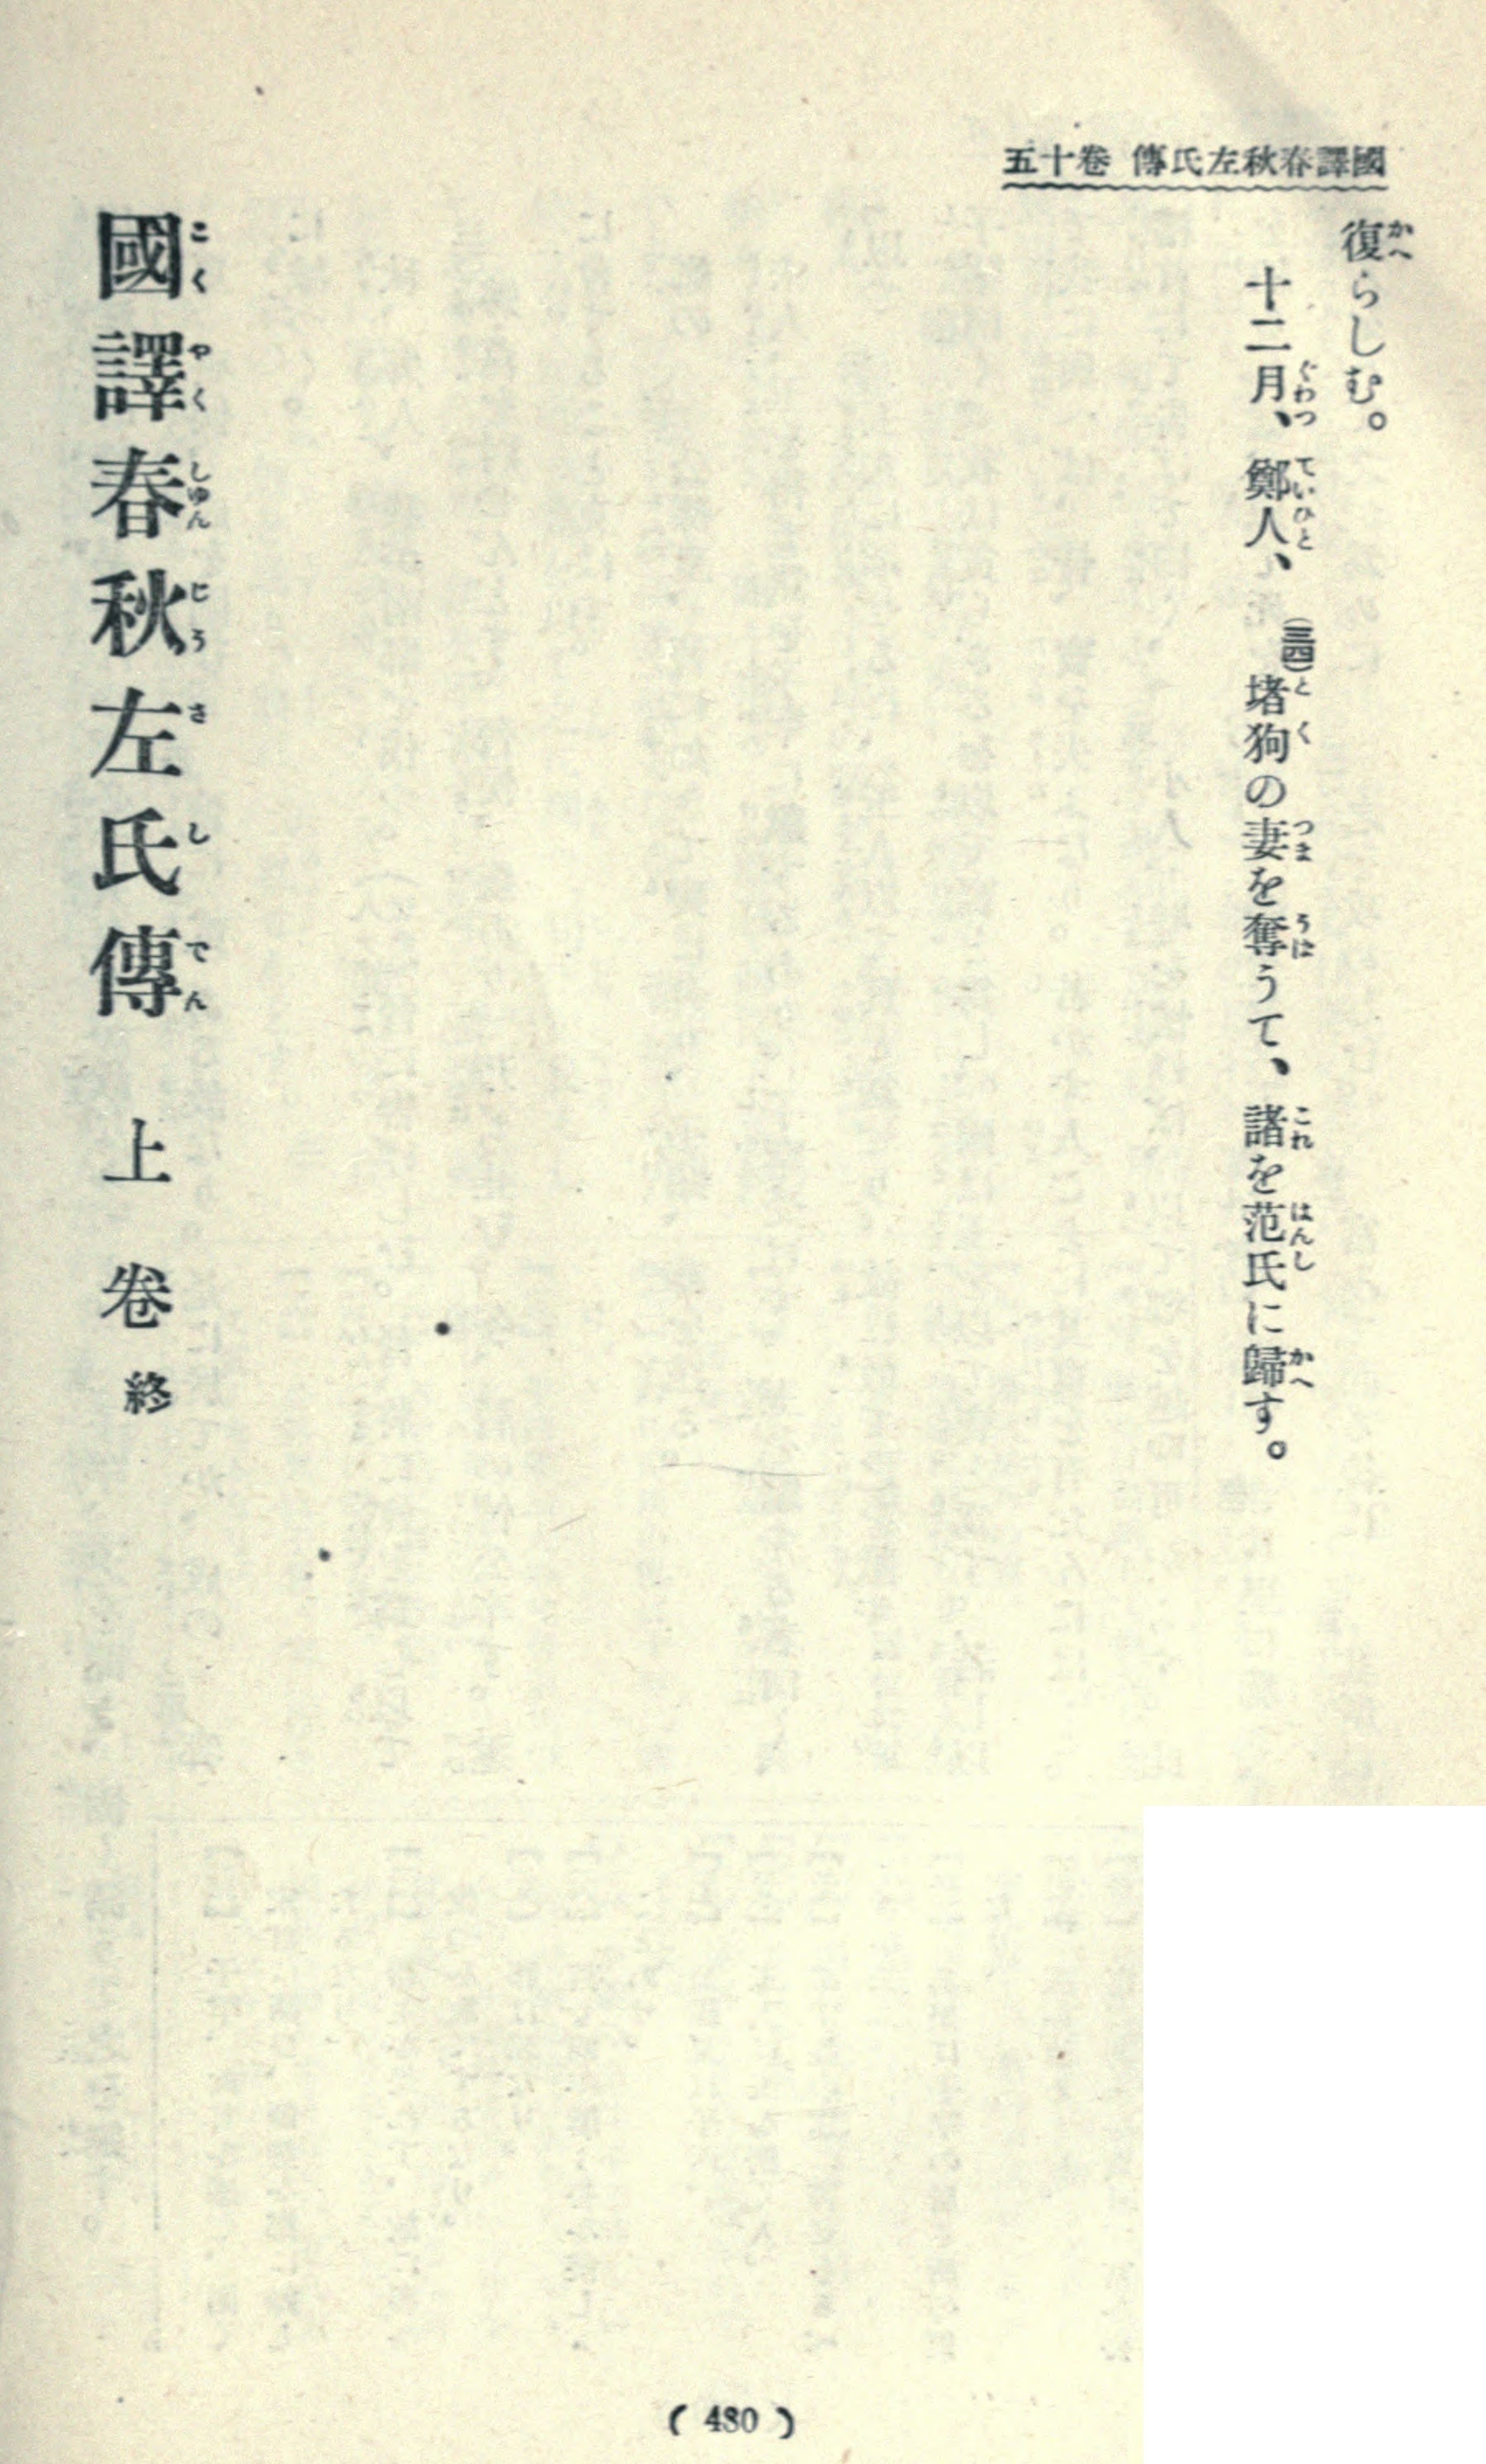 國譯春秋左氏傳 卷十五
復らしむ。
十二月、鄭人、(三四)堵狗の妻を奪うて、諸を范氏に歸す。
國譯春秋左氏傳 上卷終
(480)